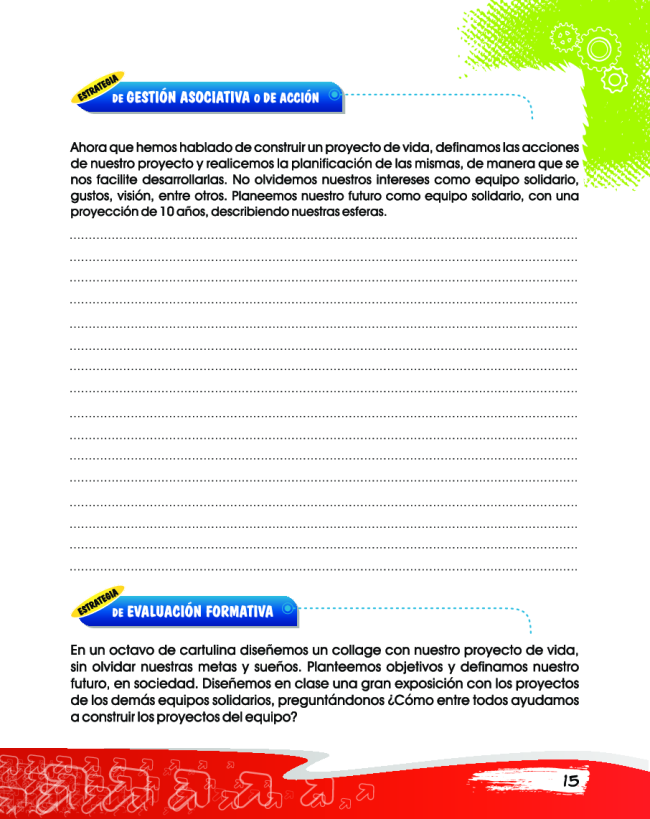 ESTRATEGIA
DE GESTIÓN ASOCIATIVA O DE ACCIÓN
Ahora que hemos hablado de construir un proyecto de vida, definamos las acciones
de nuestro proyecto y realicemos la planificación de las mismas, de manera que se
nos facilite desarrollarlas. No olvidemos nuestros intereses como equipo solidario,
gustos, visión, entre otros. Planeemos nuestro futuro como equipo solidario, con una
proyección de 10 años, describiendo nuestras esferas.
ESTRATEGIA
DE EVALUACIÓN FORMATIVA
En un octavo de cartulina diseñemos un collage con nuestro proyecto de vida,
sin olvidar nuestras metas y sueños. Planteemos objetivos y definamos nuestro
futuro, en sociedad. Diseñemos en clase una gran exposición con los proyectos
de los demás equipos solidarios, preguntándonos ¿Cómo entre todos ayudamos
a construir los proyectos del equipo?
15